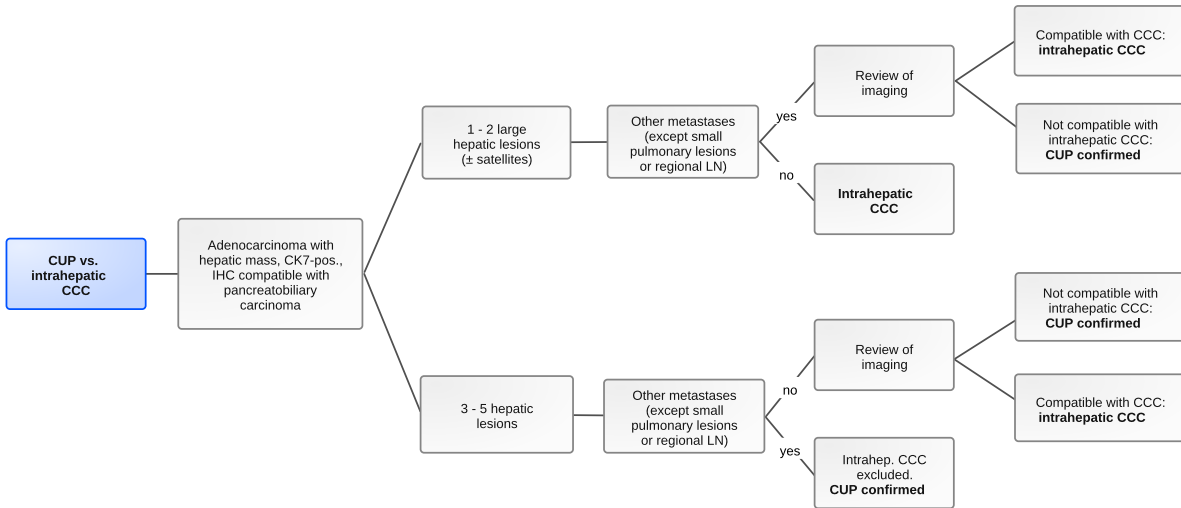 CUP vs.
intrahepatic
CCC
Adenocarcinoma with
hepatic mass, CK7-pos.,
IHC compatible with
pancreatobiliary
carcinoma
1 - 2 large
hepatic lesions
(± satellites)
Other metastases
(except small
pulmonary lesions
or regional LN)
yes
Review of
imaging
Compatible with CCC:
intrahepatic CCC
Not compatible with
intrahepatic CCC:
CUP confirmed
no
Intrahepatic
CCC
3 - 5 hepatic
lesions
Other metastases
(except small
pulmonary lesions
or regional LN)
no
Review of
imaging
Not compatible with
intrahepatic CCC:
CUP confirmed
Compatible with CCC:
intrahepatic CCC
yes
Intrahep. CCC
excluded.
CUP confirmed